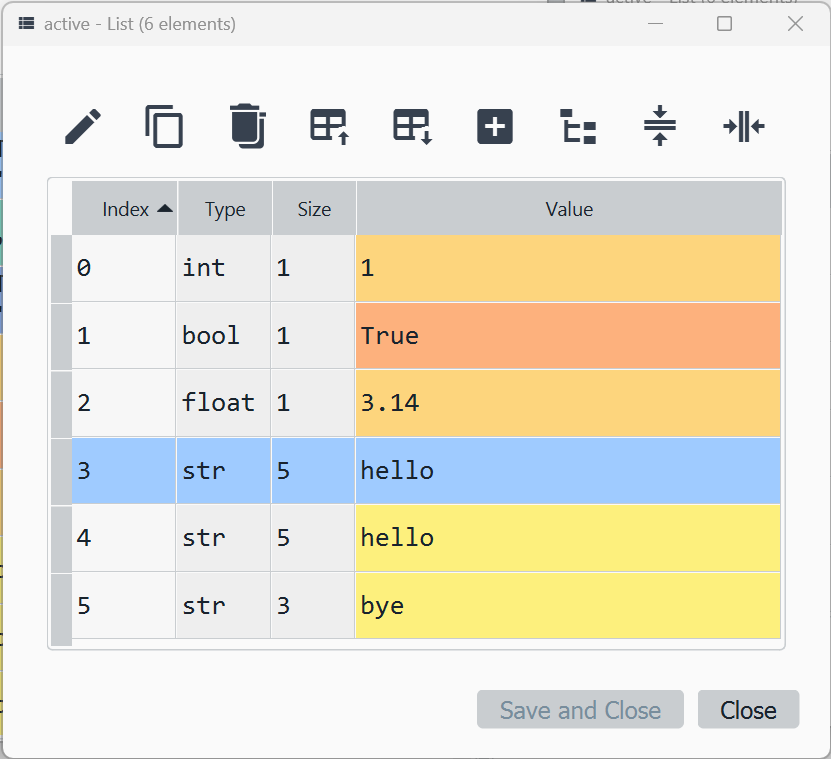 active - List (6 elements)
Index Type Size Value
0 int 1 1
1 bool 1 True
2 float 1 3.14
3 str 5 hello
4 str 5 hello
5 str 3 bye
Save and Close Close